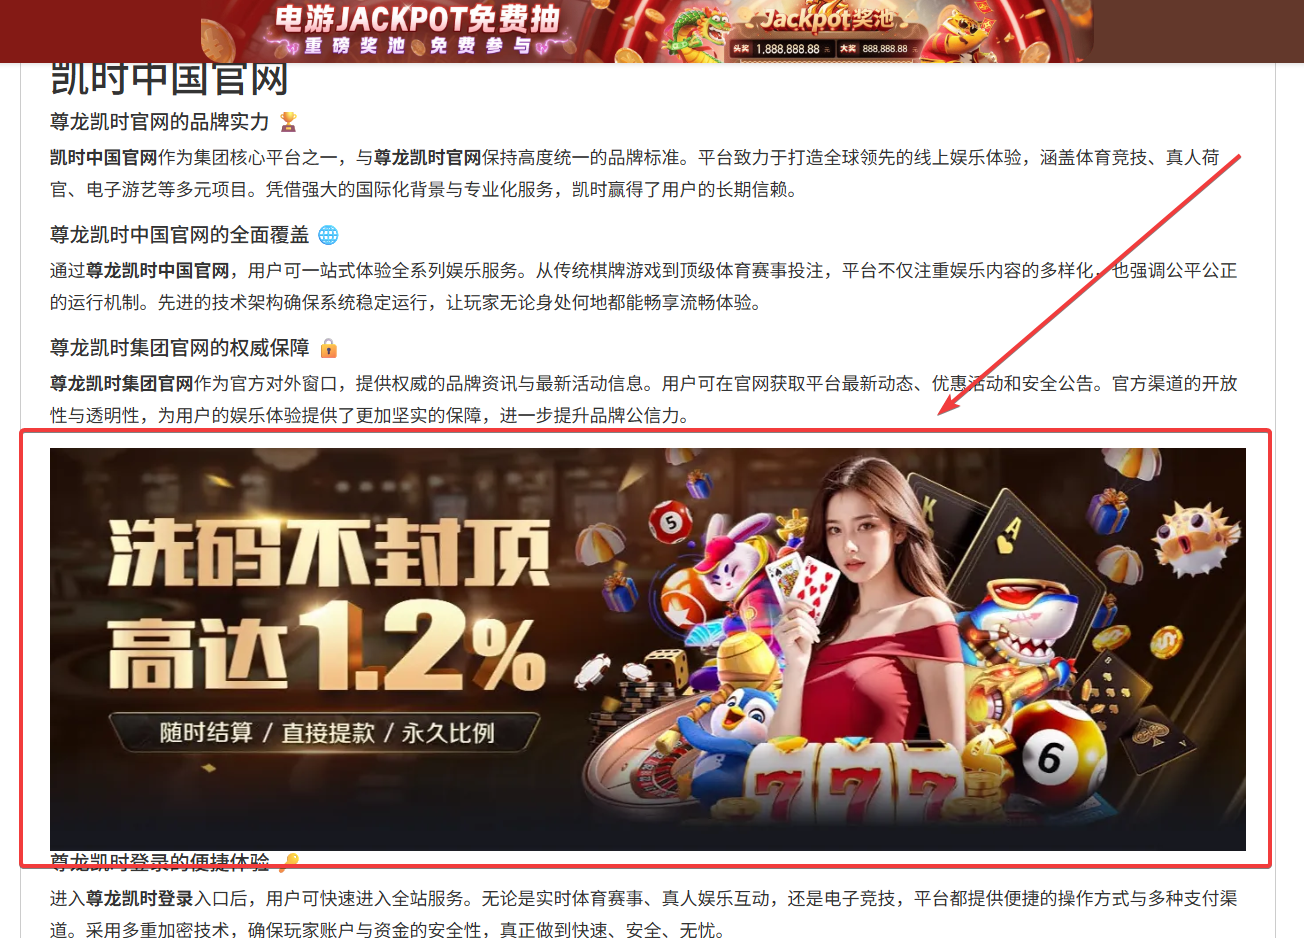 电游JACKPOT免费抽
重磅奖池 免费参与
Jackpot奖池
头奖 1,888,888.88 元 大奖 888,888.88 元
凯时中国官网
尊龙凯时官网的品牌实力 🏆
凯时中国官网作为集团核心平台之一，与尊龙凯时官网保持高度统一的品牌标准。平台致力于打造全球领先的线上娱乐体验，涵盖体育竞技、真人荷
官、电子游艺等多元项目。凭借强大的国际化背景与专业化服务，凯时赢得了用户的长期信赖。
尊龙凯时中国官网的全面覆盖 🌐
通过尊龙凯时中国官网，用户可一站式体验全系列娱乐服务。从传统棋牌游戏到顶级体育赛事投注，平台不仅注重娱乐内容的多样化，也强调公平公正
的运行机制。先进的技术架构确保系统稳定运行，让玩家无论身处何地都能畅享流畅体验。
尊龙凯时集团官网的权威保障 🔒
尊龙凯时集团官网作为官方对外窗口，提供权威的品牌资讯与最新活动信息。用户可在官网获取平台最新动态、优惠活动和安全公告。官方渠道的开放
性与透明性，为用户的娱乐体验提供了更加坚实的保障，进一步提升品牌公信力。
洗码不封顶
高达1.2%
随时结算 / 直接提款 / 永久比例
5
K
A
777
6
尊龙凯时登录的便捷体验 🔑
进入尊龙凯时登录入口后，用户可快速进入全站服务。无论是实时体育赛事、真人娱乐互动，还是电子竞技，平台都提供便捷的操作方式与多种支付渠
道。采用多重加密技术，确保玩家账户与资金的安全性，真正做到快速、安全、无忧。